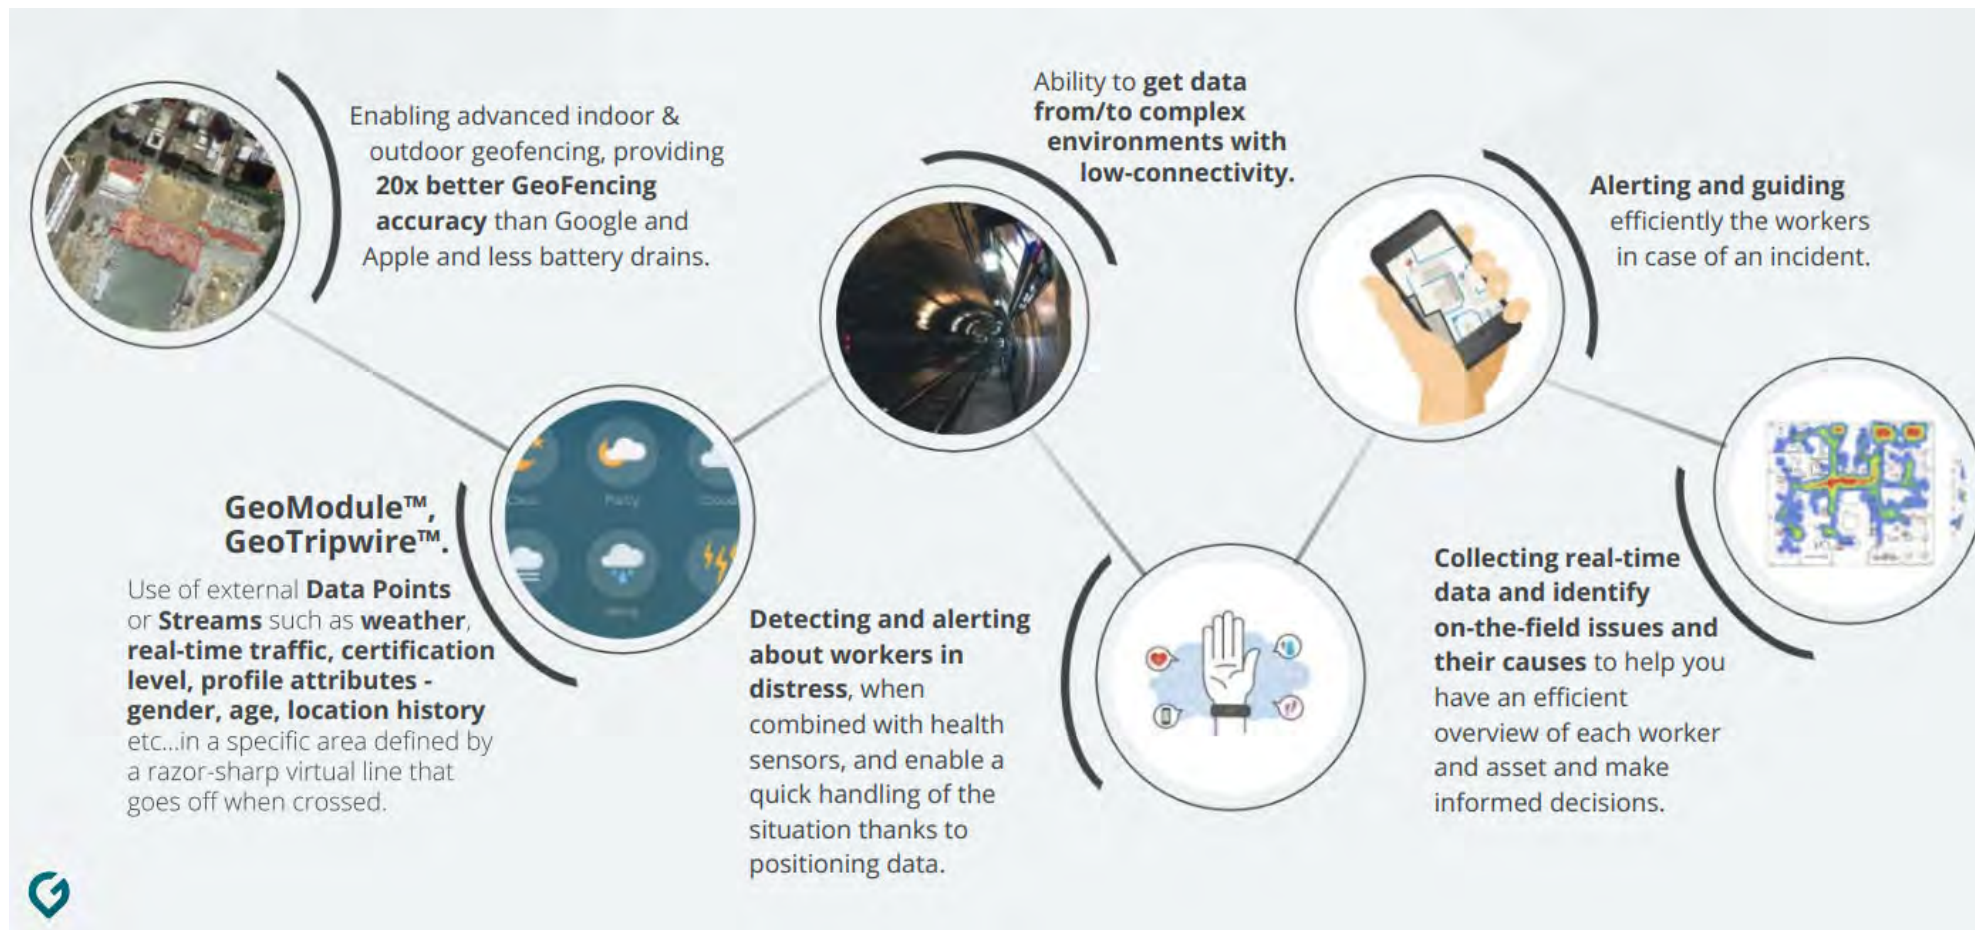 Enabling advanced indoor &
outdoor geofencing, providing
20x better GeoFencing
accuracy than Google and
Apple and less battery drains.
GeoModule™,
GeoTripwire™.
Use of external Data Points
or Streams such as weather,
real-time traffic, certification
level, profile attributes -
gender, age, location history
etc...in a specific area defined by
a razor-sharp virtual line that
goes off when crossed.
Partly
Ability to get data
from/to complex
environments with
low-connectivity.
Detecting and alerting
about workers in
distress, when
combined with health
sensors, and enable a
quick handling of the
situation thanks to
positioning data.
Alerting and guiding
efficiently the workers
in case of an incident.
Collecting real-time
data and identify
on-the-field issues and
their causes to help you
have an efficient
overview of each worker
and asset and make
informed decisions.